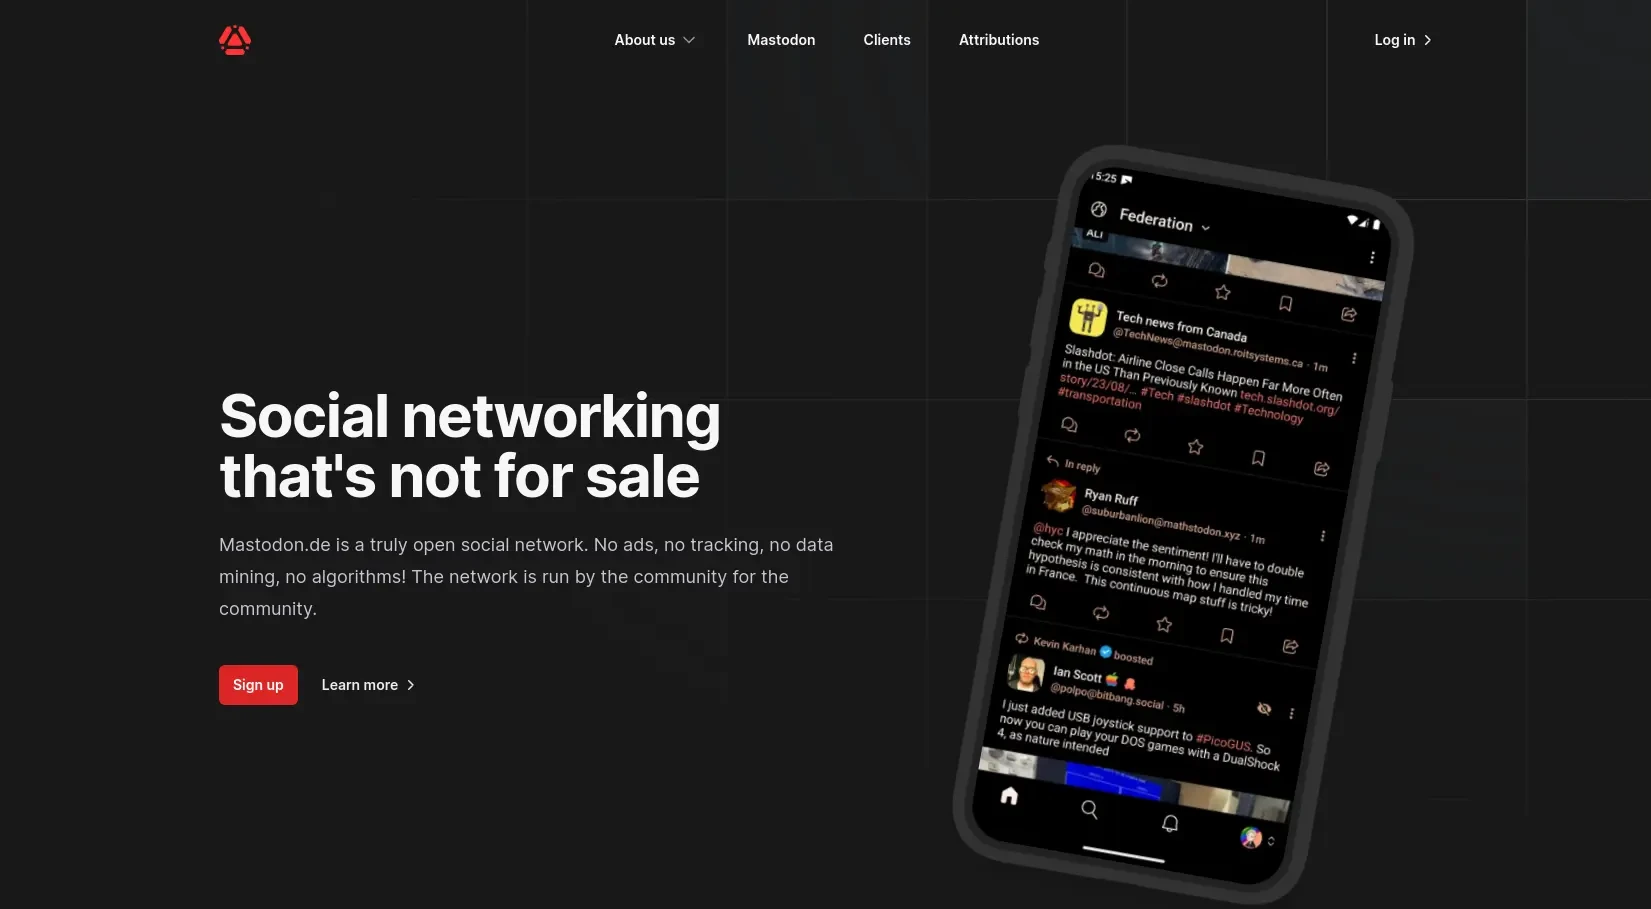 About us
Mastodon
Clients
Attributions
Log in
Social networking
that's not for sale
Mastodon.de is a truly open social network. No ads, no tracking, no data
mining, no algorithms! The network is run by the community for the
community.
Sign up
Learn more
15:25
Federation
ALT
Tech news from Canada
@TechNews@mastodon.roitsystems.ca · 1m
Slashdot: Airline Close Calls Happen Far More Often
in the US Than Previously Known tech.slashdot.org/
story/23/08/… #Tech #slashdot #Technology
#transportation
In reply
Ryan Ruff
@suburbanlion@mathstodon.xyz · 1m
@hyc I appreciate the sentiment! I'll have to double
check my math in the morning to ensure this
hypothesis is consistent with how I handled my time
in France. This continuous map stuff is tricky!
Kevin Karhan boosted
Ian Scott
@polpo@bitbang.social · 5h
I just added USB joystick support to #PicoGUS. So
now you can play your DOS games with a DualShock
4, as nature intended